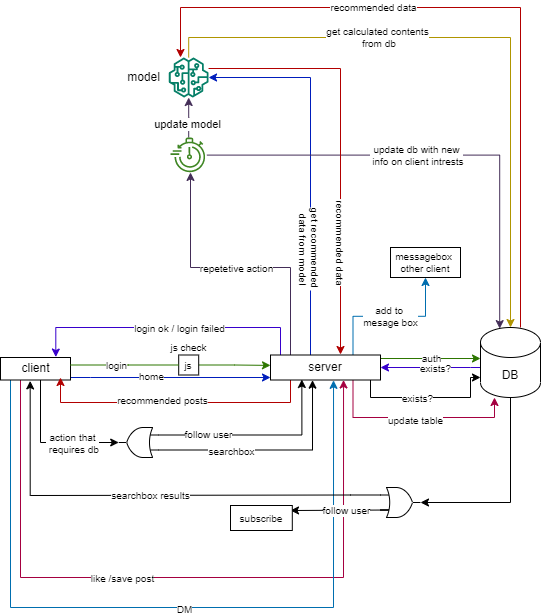 recommended data
get calculated contents
from db
model
update model
update db with new
info on client intrests
get recommended
data from model
recommended data
repetetive action
messagebox
other client
add to
mesage box
login ok / login failed
js check
client
login
js
server
auth
exists?
DB
home
recommended posts
exists?
update table
action that
requires db
follow user
searchbox
searchbox results
subscribe
follow user
like /save post
DM